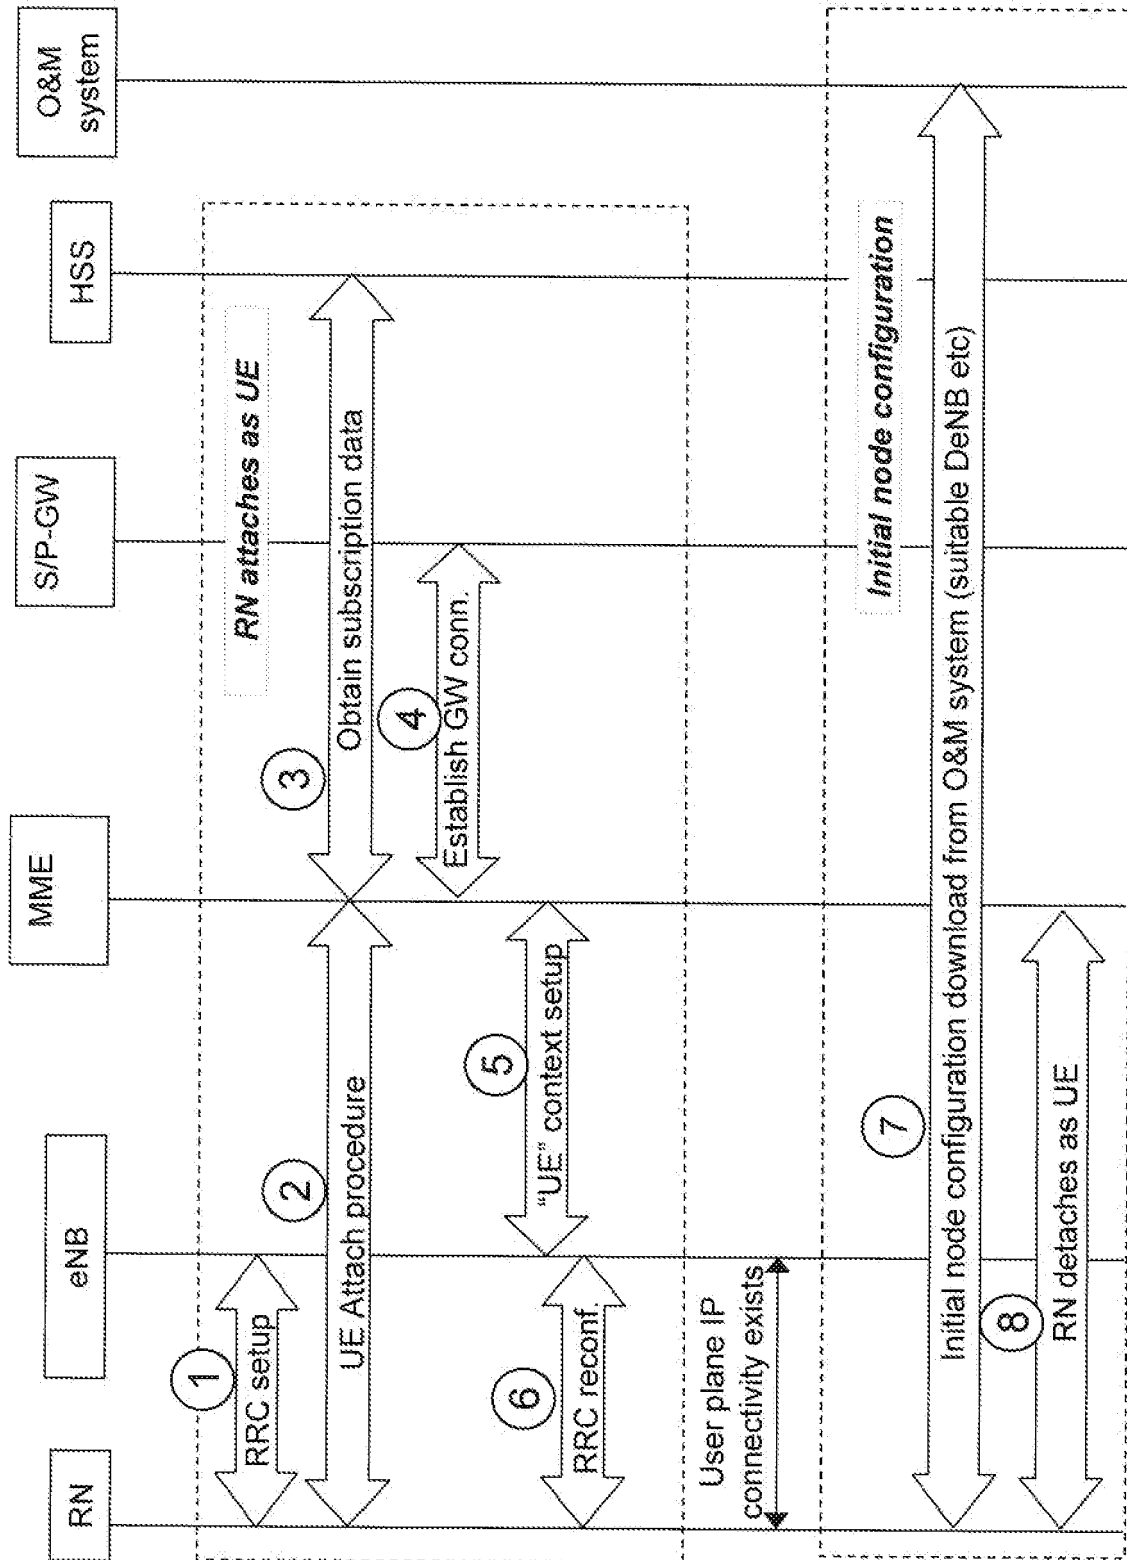 RN
eNB
MME
S/P-GW
HSS
O&M
system
RN attaches as UE
1
RRC setup
2
UE Attach procedure
3
Obtain subscription data
4
Establish GW conn.
5
"UE" context setup
6
RRC reconf.
User plane IP
connectivity exists
Initial node configuration
7
Initial node configuration download from O&M system (suitable DeNB etc)
8
RN detaches as UE